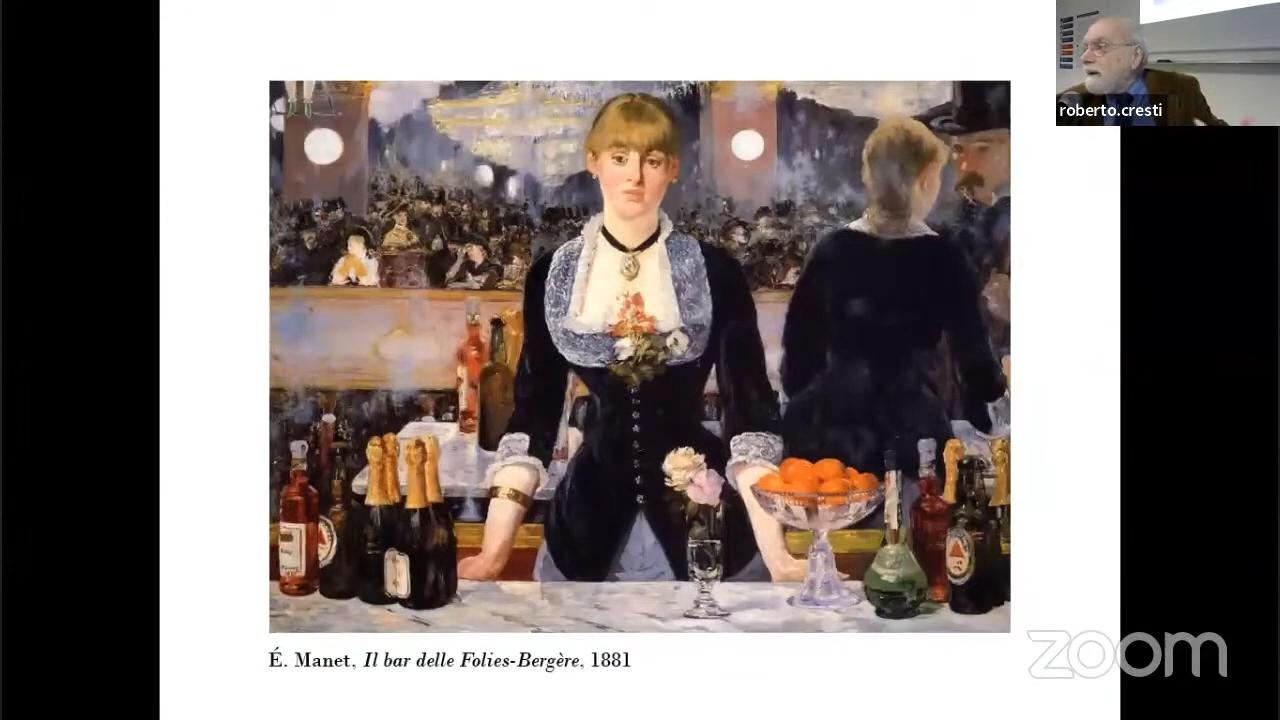 roberto.cresti
É. Manet, Il bar delle Folies-Bergère, 1881
zoom